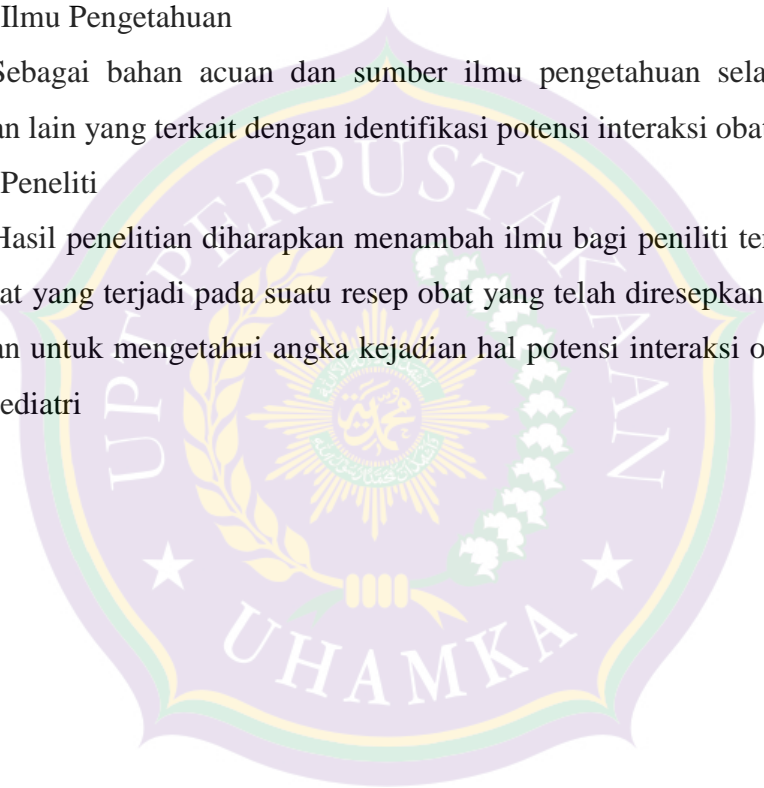 Ilmu Pengetahuan
Sebagai bahan acuan dan sumber ilmu pengetahuan sela
an lain yang terkait dengan identifikasi potensi interaksi obat
Peneliti
Hasil penelitian diharapkan menambah ilmu bagi peniliti ter
at yang terjadi pada suatu resep obat yang telah diresepkan
an untuk mengetahui angka kejadian hal potensi interaksi o
ediatri
UPT PERPUSTAKAAN
UHAMKA